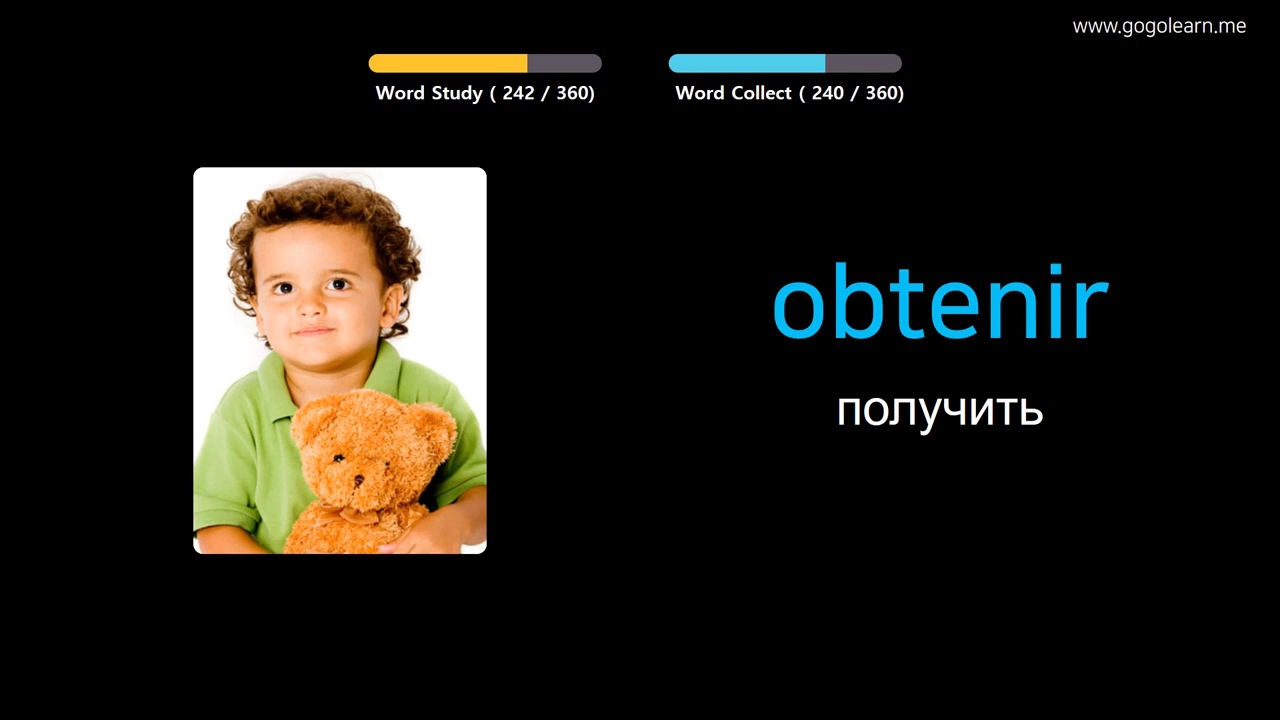 www.gogolearn.me
Word Study ( 242 / 360)
Word Collect ( 240 / 360)
obtenir
получить